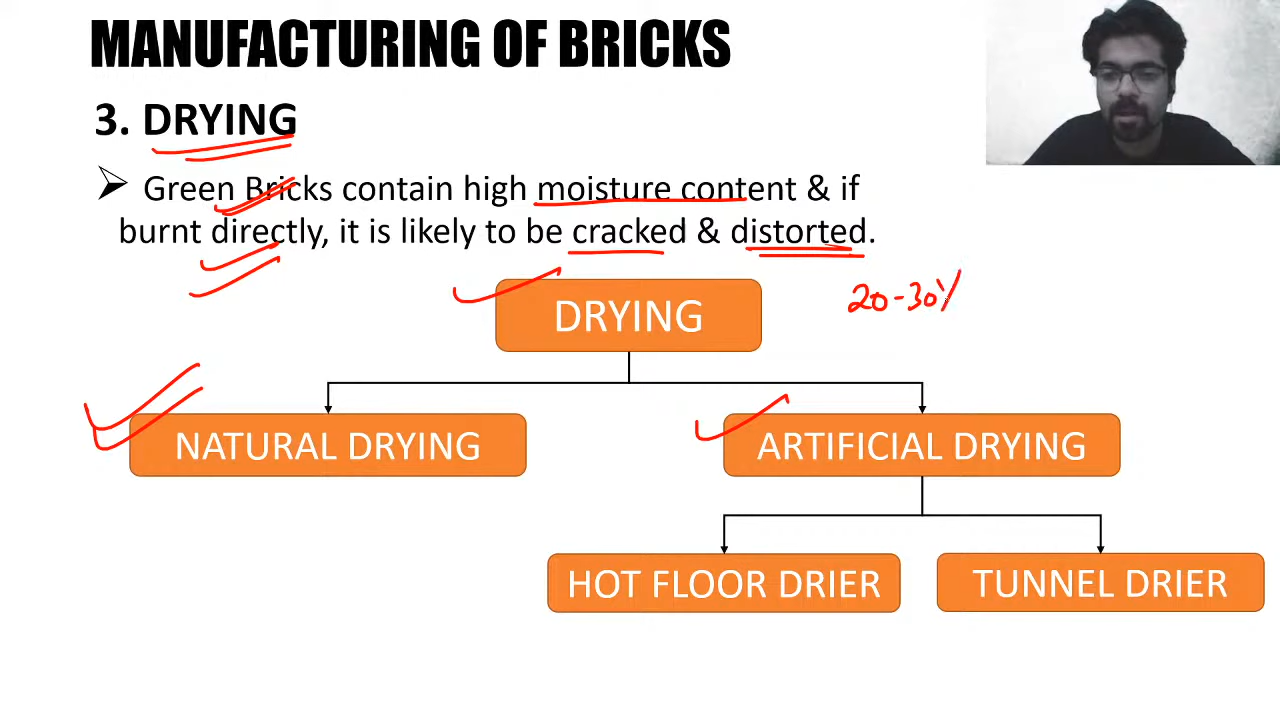 MANUFACTURING OF BRICKS
3. DRYING
➢ Green Bricks contain high moisture content & if
burnt directly, it is likely to be cracked & distorted.
DRYING
20-30%
NATURAL DRYING
ARTIFICIAL DRYING
HOT FLOOR DRIER
TUNNEL DRIER